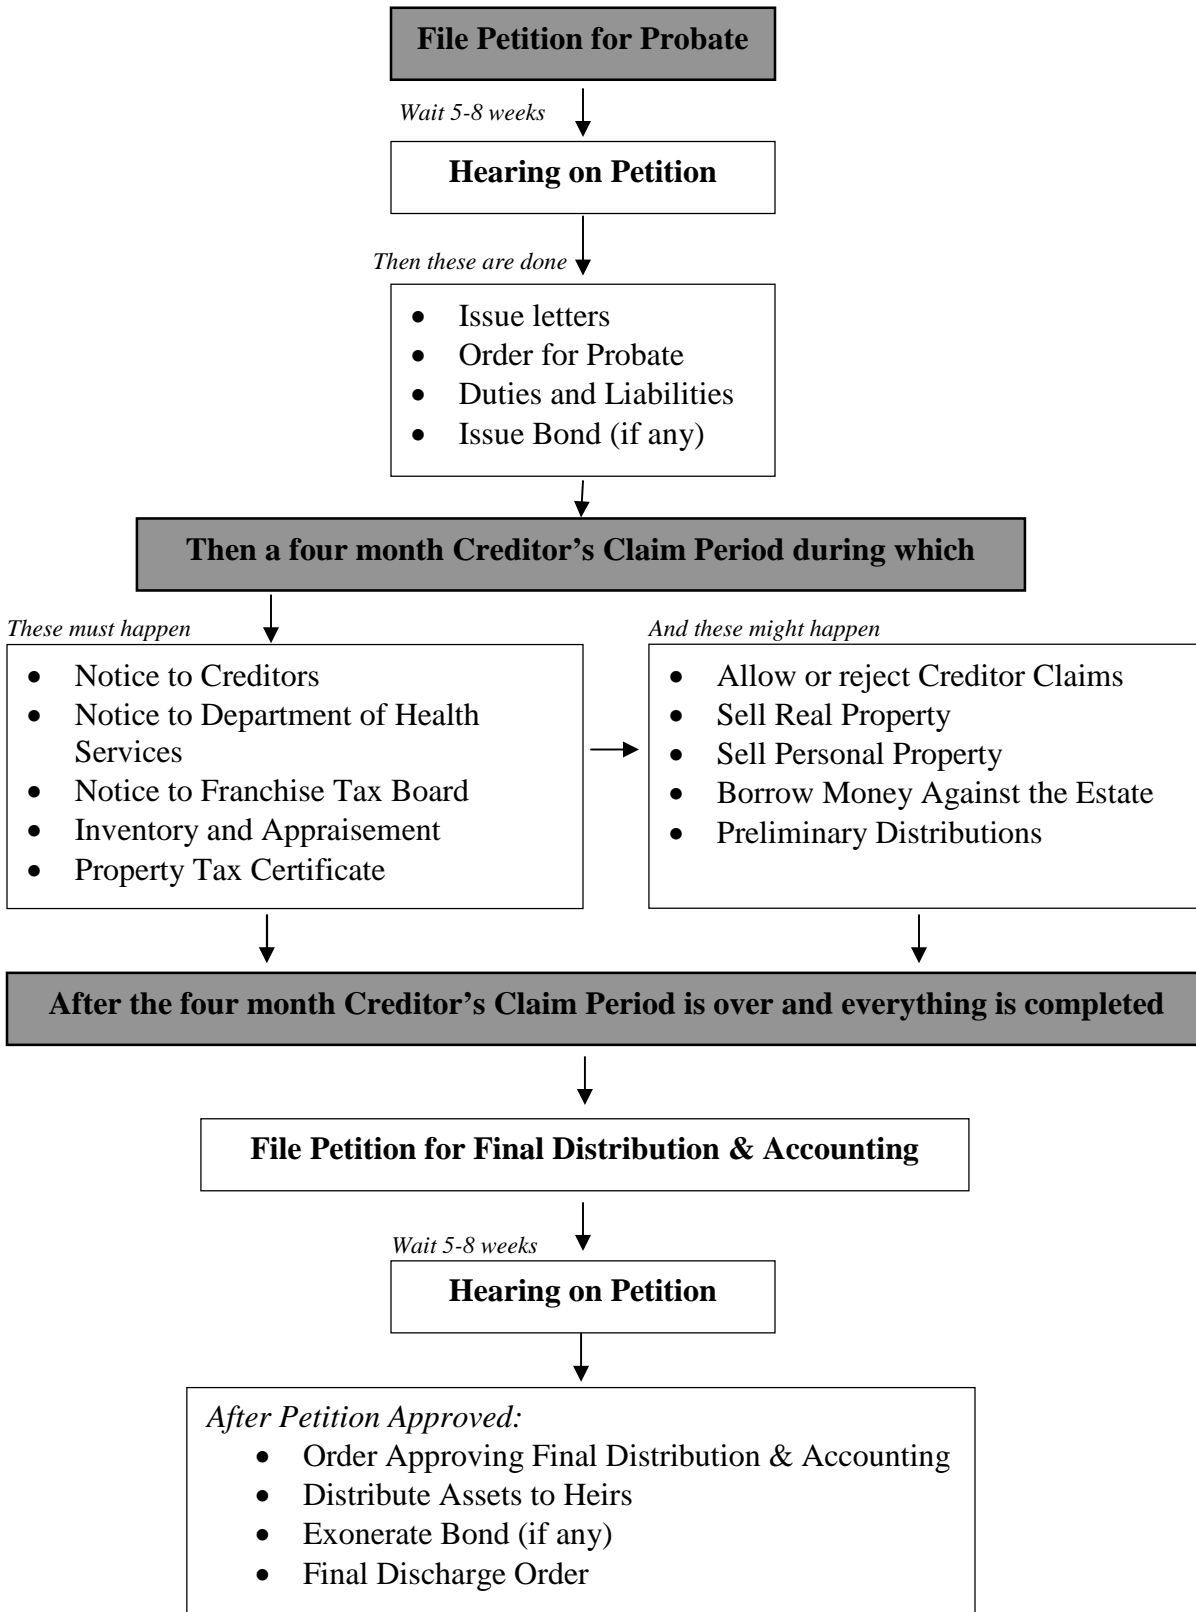 File Petition for Probate
Wait 5-8 weeks
Hearing on Petition
Then these are done
• Issue letters
• Order for Probate
• Duties and Liabilities
• Issue Bond (if any)
Then a four month Creditor’s Claim Period during which
These must happen
• Notice to Creditors
• Notice to Department of Health
Services
• Notice to Franchise Tax Board
• Inventory and Appraisement
• Property Tax Certificate
And these might happen
• Allow or reject Creditor Claims
• Sell Real Property
• Sell Personal Property
• Borrow Money Against the Estate
• Preliminary Distributions
After the four month Creditor’s Claim Period is over and everything is completed
File Petition for Final Distribution & Accounting
Wait 5-8 weeks
Hearing on Petition
After Petition Approved:
• Order Approving Final Distribution & Accounting
• Distribute Assets to Heirs
• Exonerate Bond (if any)
• Final Discharge Order